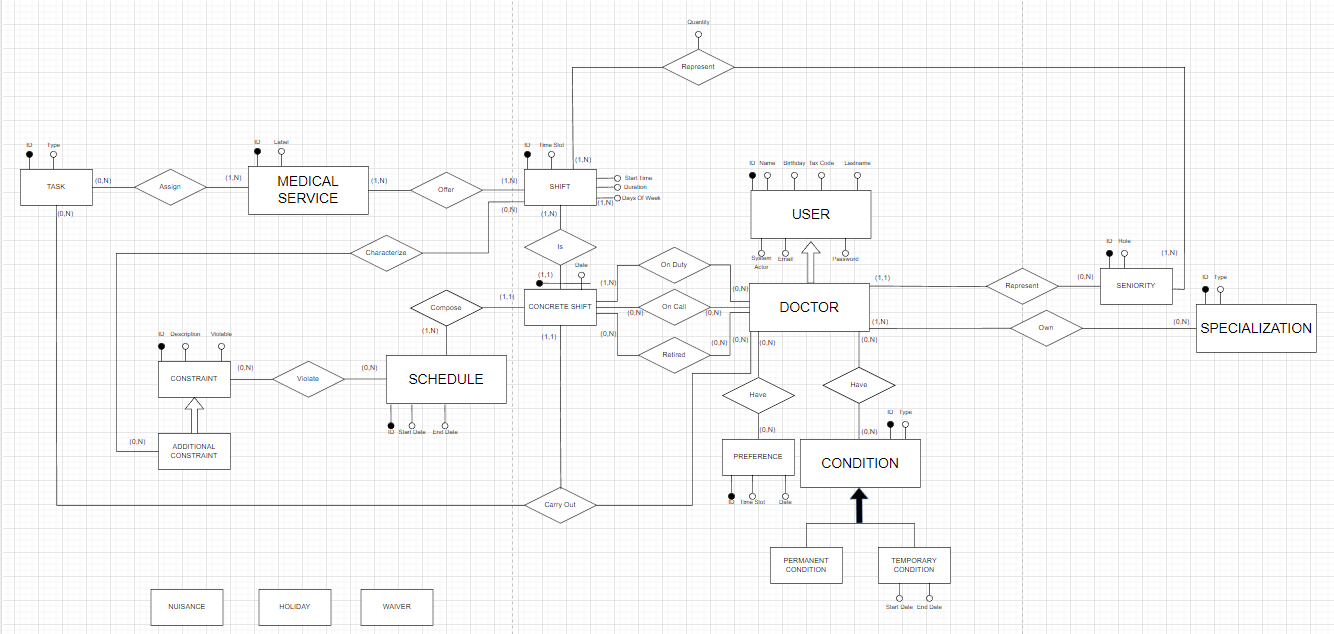 Quantity
Represent
ID Type
ID Label
ID Time Slot
(1,N)
ID Name Birthday Tax Code Lastname
TASK
(0,N)
Assign
(1,N)
MEDICAL
SERVICE
(1,N)
Offer
(1,N)
SHIFT
Start Time
Duration
Days Of Week
(1,N)
(0,N)
(0,N)
(1,N)
USER
System
Actor
Email
Password
Characterize
Is
ID Role
(1,N)
(1,1)
Date
On Duty
(1,N)
(0,N)
(1,1)
Represent
(0,N)
SENIORITY
ID Type
Compose
(1,1)
CONCRETE SHIFT
On Call
(0,N)
(0,N)
DOCTOR
(1,N)
Own
(0,N)
SPECIALIZATION
(1,N)
(1,1)
(0,N)
Retired
(0,N)
(0,N)
(0,N)
(0,N)
ID Description Violable
CONSTRAINT
(0,N)
Violate
(0,N)
SCHEDULE
ID Start Date End Date
Have
Have
ID Type
(0,N)
ADDITIONAL
CONSTRAINT
(0,N)
(0,N)
PREFERENCE
CONDITION
ID Time Slot Date
Carry Out
PERMANENT
CONDITION
TEMPORARY
CONDITION
Start Date End Date
NUISANCE
HOLIDAY
WAIVER